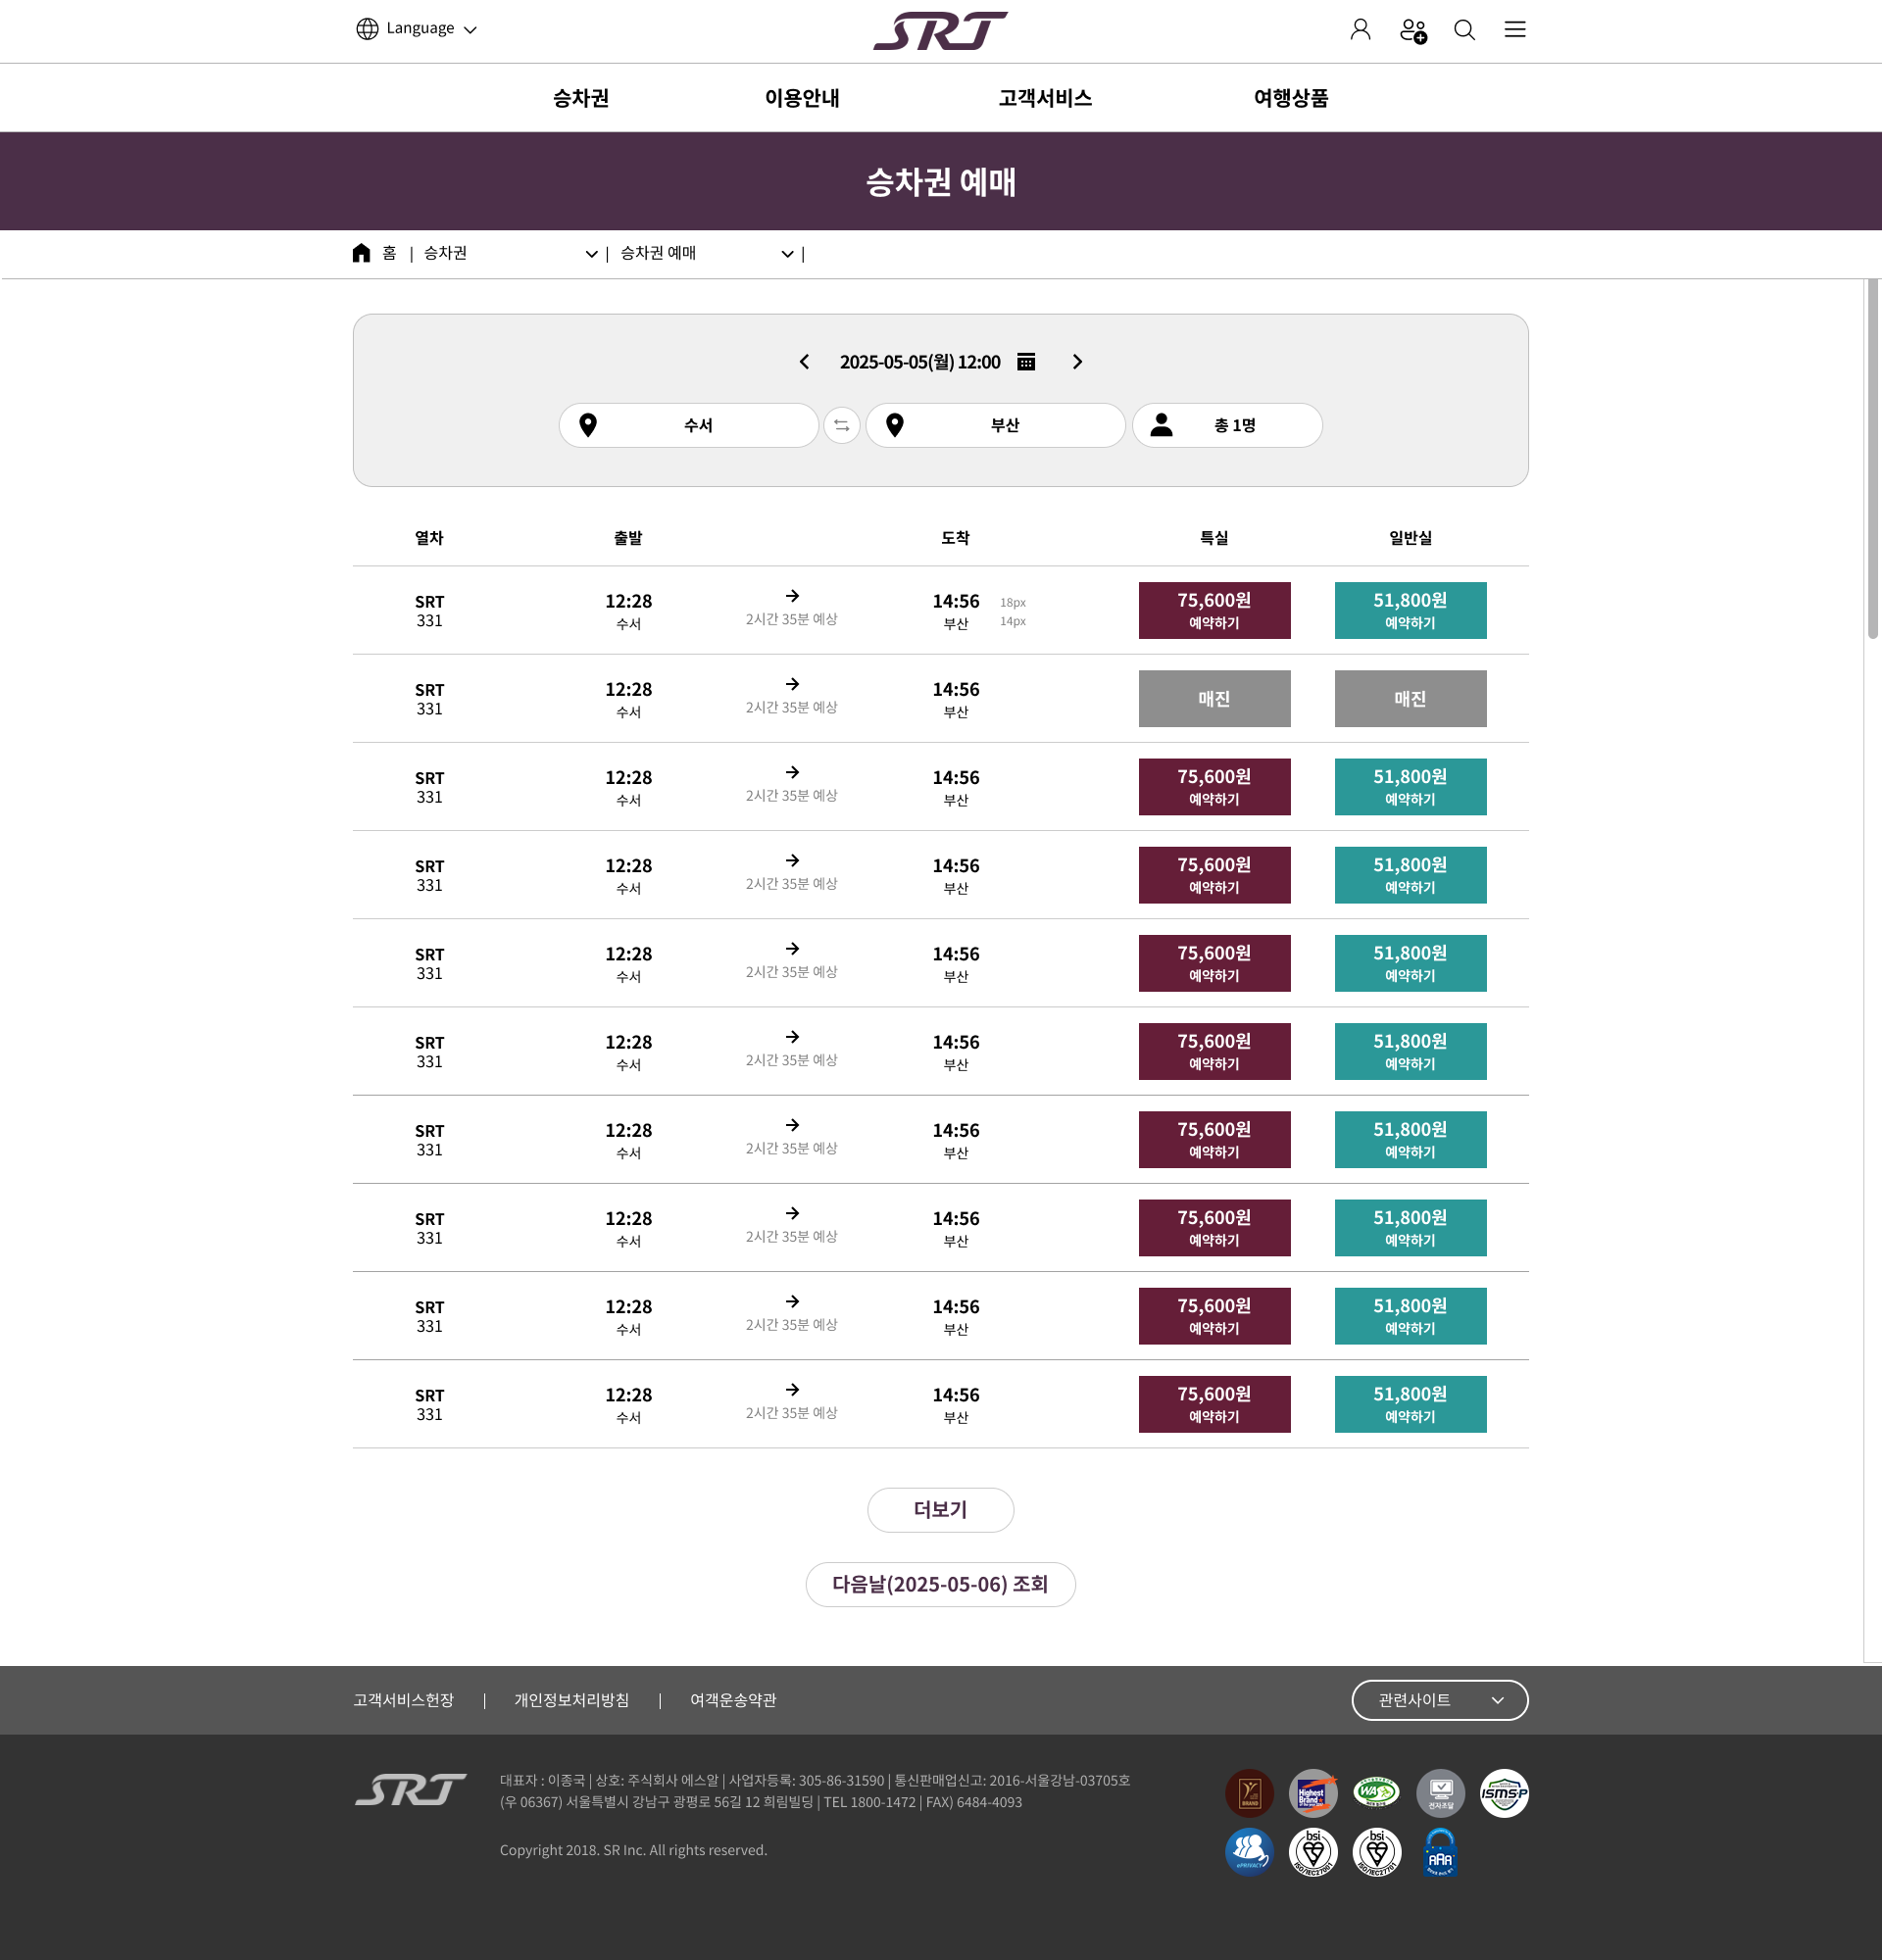 Language
SRT
승차권 이용안내 고객서비스 여행상품
승차권 예매
홈 | 승차권 | 승차권 예매 |
2025-05-05(월) 12:00
수서 부산 총 1명
열차 출발 도착 특실 일반실
SRT 12:28 14:56 18px 75,600원 51,800원
331 수서 2시간 35분 예상 부산 14px 예약하기 예약하기
SRT 12:28 14:56 매진 매진
331 수서 2시간 35분 예상 부산
SRT 12:28 14:56 75,600원 51,800원
331 수서 2시간 35분 예상 부산 예약하기 예약하기
SRT 12:28 14:56 75,600원 51,800원
331 수서 2시간 35분 예상 부산 예약하기 예약하기
SRT 12:28 14:56 75,600원 51,800원
331 수서 2시간 35분 예상 부산 예약하기 예약하기
SRT 12:28 14:56 75,600원 51,800원
331 수서 2시간 35분 예상 부산 예약하기 예약하기
SRT 12:28 14:56 75,600원 51,800원
331 수서 2시간 35분 예상 부산 예약하기 예약하기
SRT 12:28 14:56 75,600원 51,800원
331 수서 2시간 35분 예상 부산 예약하기 예약하기
SRT 12:28 14:56 75,600원 51,800원
331 수서 2시간 35분 예상 부산 예약하기 예약하기
SRT 12:28 14:56 75,600원 51,800원
331 수서 2시간 35분 예상 부산 예약하기 예약하기
더보기
다음날(2025-05-06) 조회
고객서비스헌장 | 개인정보처리방침 | 여객운송약관 관련사이트
SRT
대표자 : 이종국 | 상호: 주식회사 에스알 | 사업자등록: 305-86-31590 | 통신판매업신고: 2016-서울강남-03705호
(우 06367) 서울특별시 강남구 광평로 56길 12 희림빌딩 | TEL 1800-1472 | FAX) 6484-4093
Copyright 2018. SR Inc. All rights reserved.
BRAND
Highest Brand
WA
전자조달
ISMS-P
ePRIVACY
bsi ISO/IEC27001
bsi ISO/IEC27701
AAA